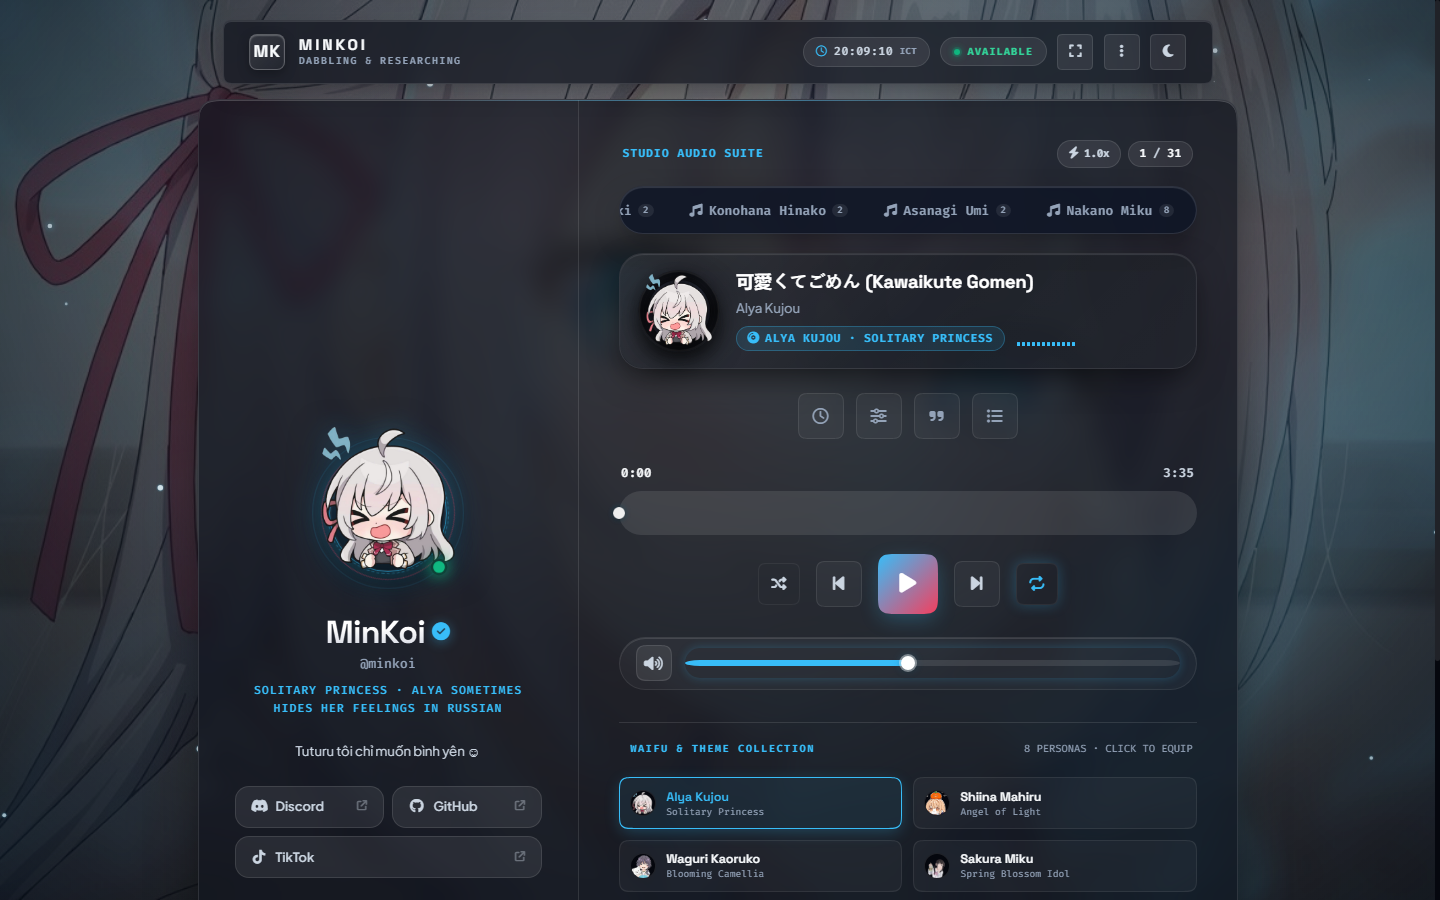 MK
MINKOI
DABBLING & RESEARCHING
20:09:10 ICT
AVAILABLE
STUDIO AUDIO SUITE
1.0x
1 / 31
2
Konohana Hinako 2
Asanagi Umi 2
Nakano Miku 8
可愛くてごめん (Kawaikute Gomen)
Alya Kujou
ALYA KUJOU · SOLITARY PRINCESS
0:00
3:35
MinKoi
@minkoi
SOLITARY PRINCESS · ALYA SOMETIMES
HIDES HER FEELINGS IN RUSSIAN
Tuturu tôi chỉ muốn bình yên ☺
Discord
GitHub
TikTok
WAIFU & THEME COLLECTION
8 PERSONAS · CLICK TO EQUIP
Alya Kujou
Solitary Princess
Shiina Mahiru
Angel of Light
Waguri Kaoruko
Blooming Camellia
Sakura Miku
Spring Blossom Idol